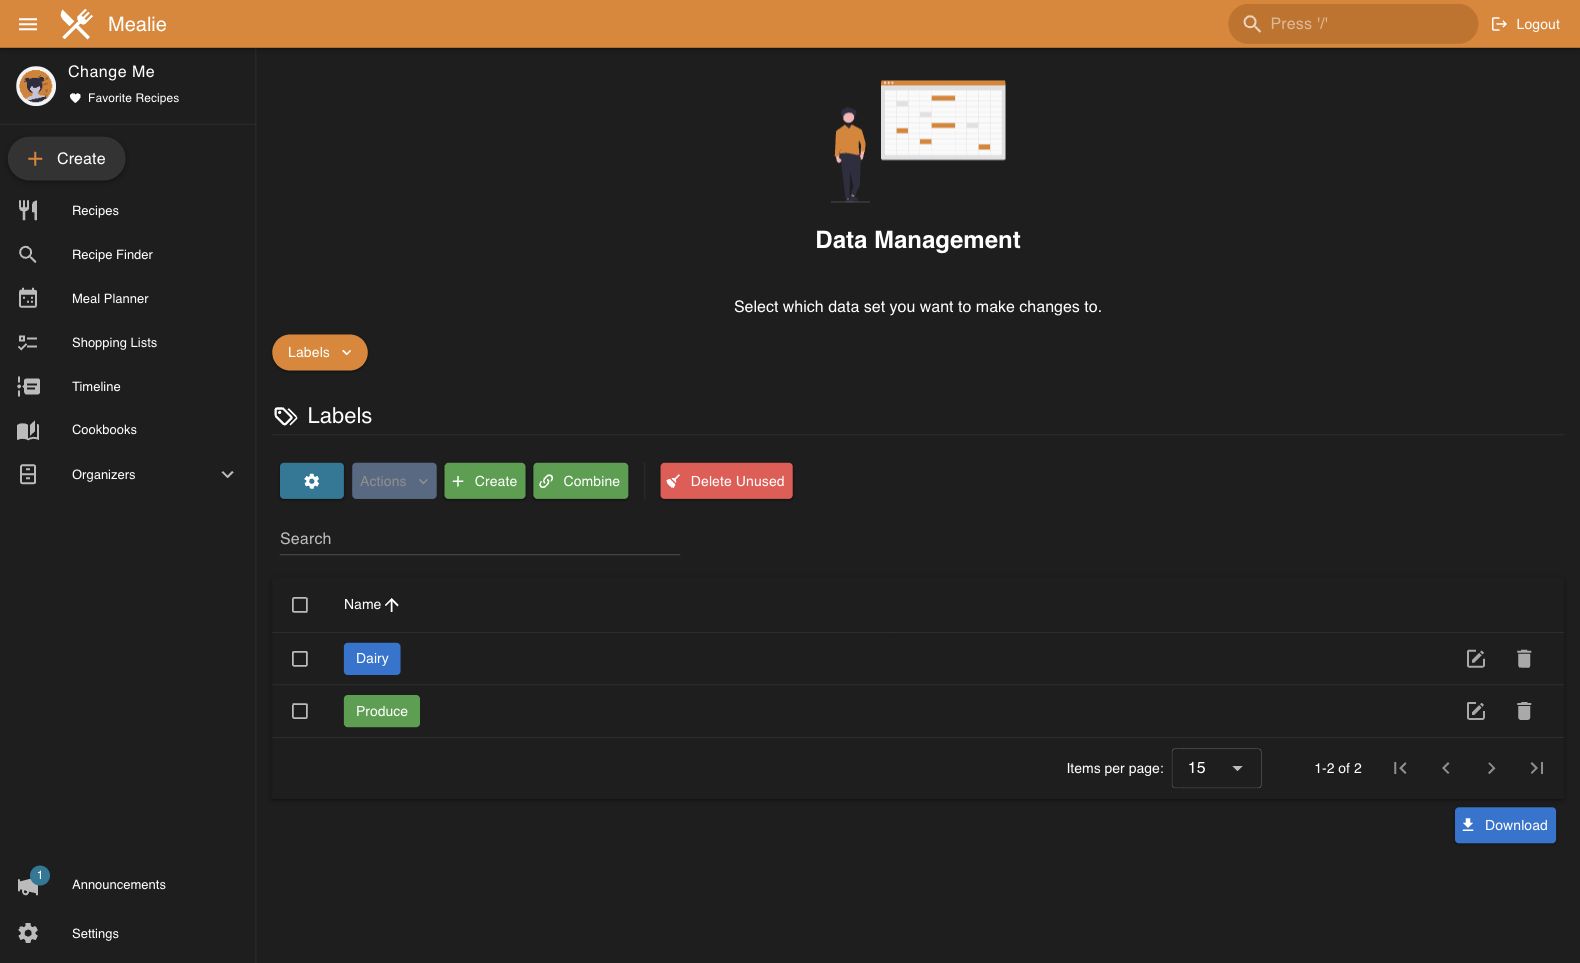 Mealie
Press '/'
Logout
Change Me
Favorite Recipes
Create
Recipes
Recipe Finder
Meal Planner
Shopping Lists
Timeline
Cookbooks
Organizers
1
Announcements
Settings
Data Management
Select which data set you want to make changes to.
Labels
Labels
Actions
Create
Combine
Delete Unused
Search
Name
Dairy
Produce
Items per page: 15 1-2 of 2
Download